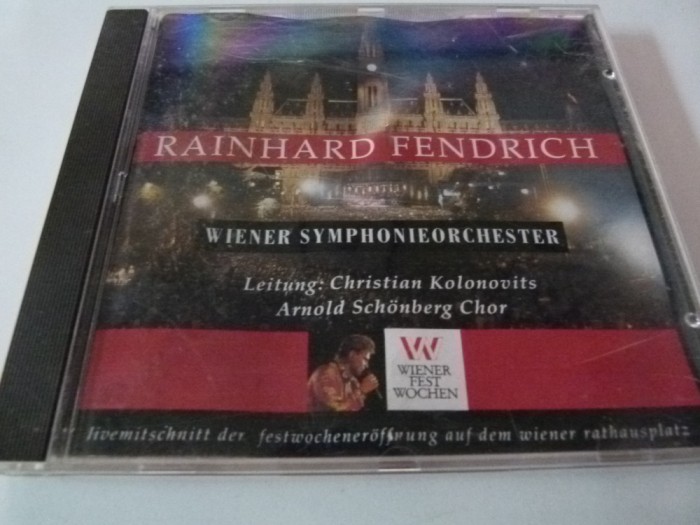 RAINHARD FENDRICH
WIENER SYMPHONIEORCHESTER
Leitung: Christian Kolonovits
Arnold Schönberg Chor
W
WIENER
FEST
WOCHEN
livemitschnitt der festwocheneröffnung auf dem wiener rathausplatz